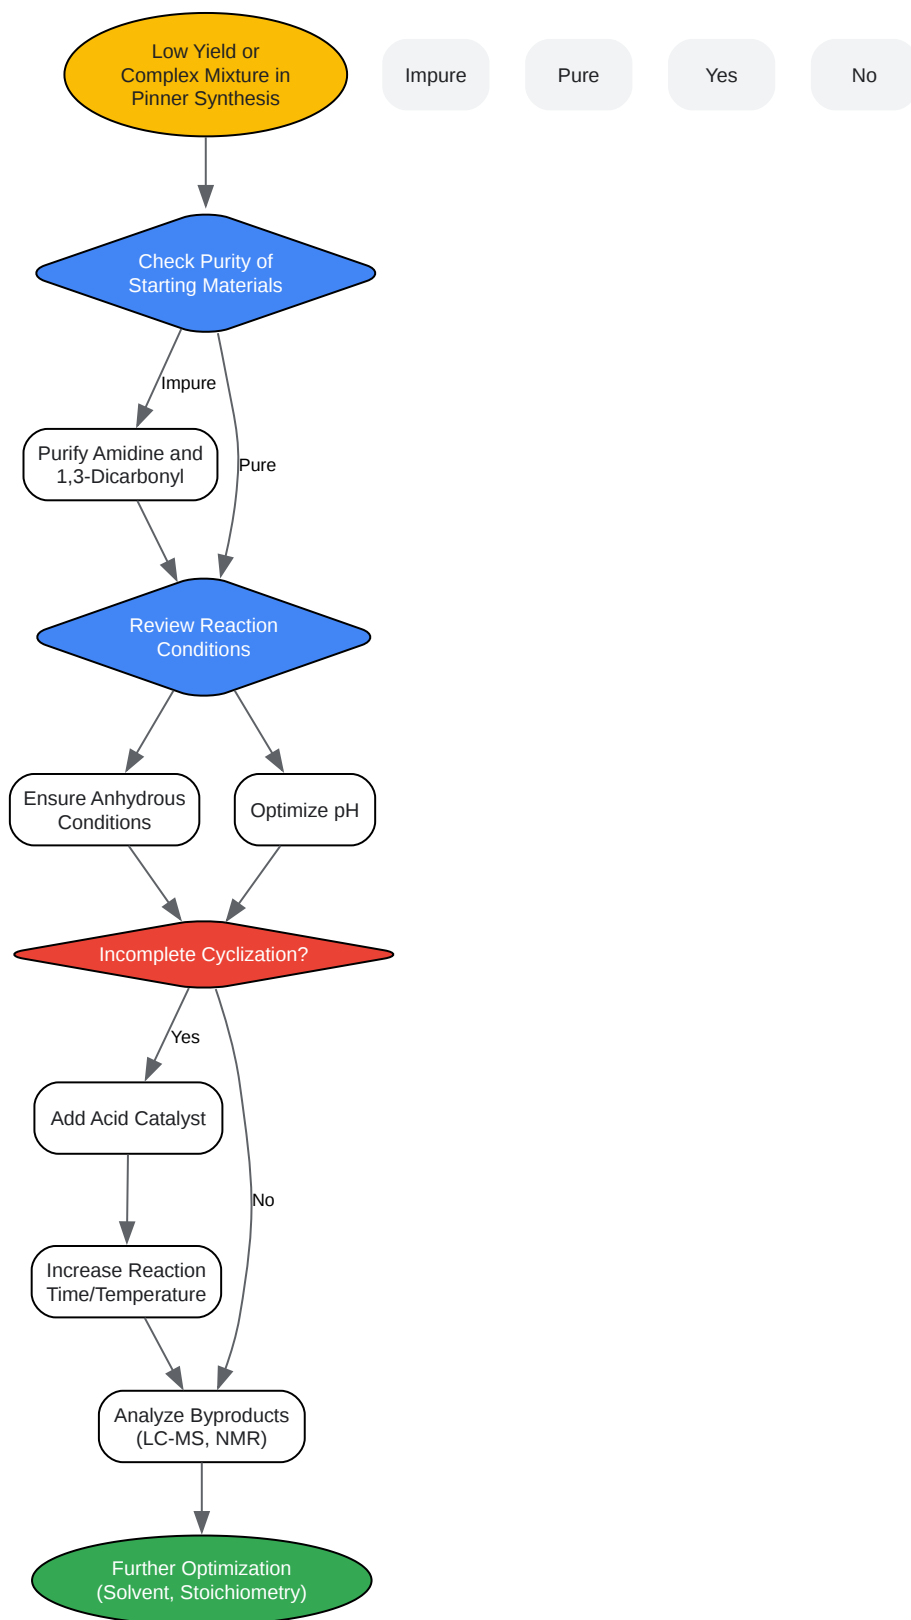 Low Yield or
Complex Mixture in
Pinner Synthesis
Impure
Pure
Yes
No
Check Purity of
Starting Materials
Impure
Purify Amidine and
1,3-Dicarbonyl
Pure
Review Reaction
Conditions
Ensure Anhydrous
Conditions
Optimize pH
Incomplete Cyclization?
Yes
Add Acid Catalyst
No
Increase Reaction
Time/Temperature
Analyze Byproducts
(LC-MS, NMR)
Further Optimization
(Solvent, Stoichiometry)